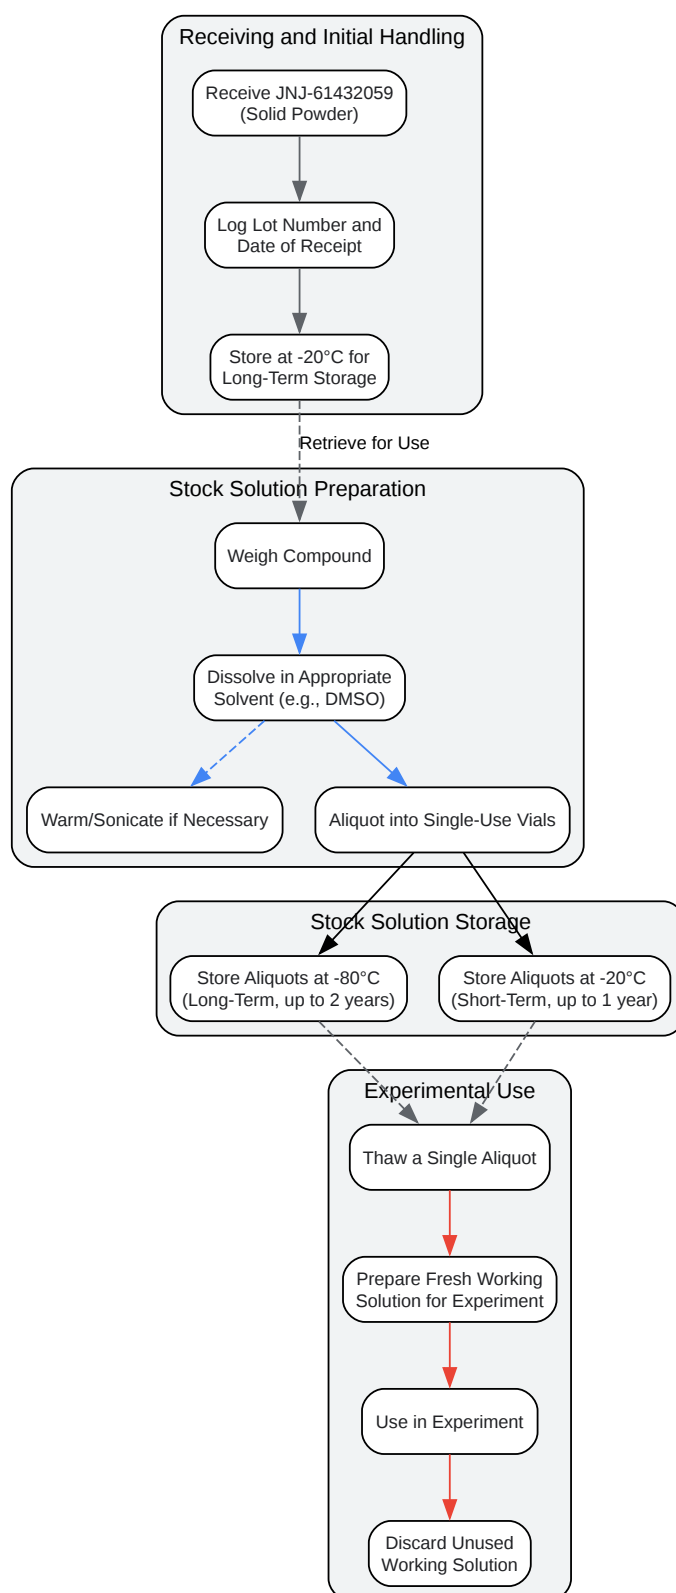 Receiving and Initial Handling
Receive JNJ-61432059
(Solid Powder)
Log Lot Number and
Date of Receipt
Store at -20°C for
Long-Term Storage
Retrieve for Use
Stock Solution Preparation
Weigh Compound
Dissolve in Appropriate
Solvent (e.g., DMSO)
Warm/Sonicate if Necessary
Aliquot into Single-Use Vials
Stock Solution Storage
Store Aliquots at -80°C
(Long-Term, up to 2 years)
Store Aliquots at -20°C
(Short-Term, up to 1 year)
Experimental Use
Thaw a Single Aliquot
Prepare Fresh Working
Solution for Experiment
Use in Experiment
Discard Unused
Working Solution